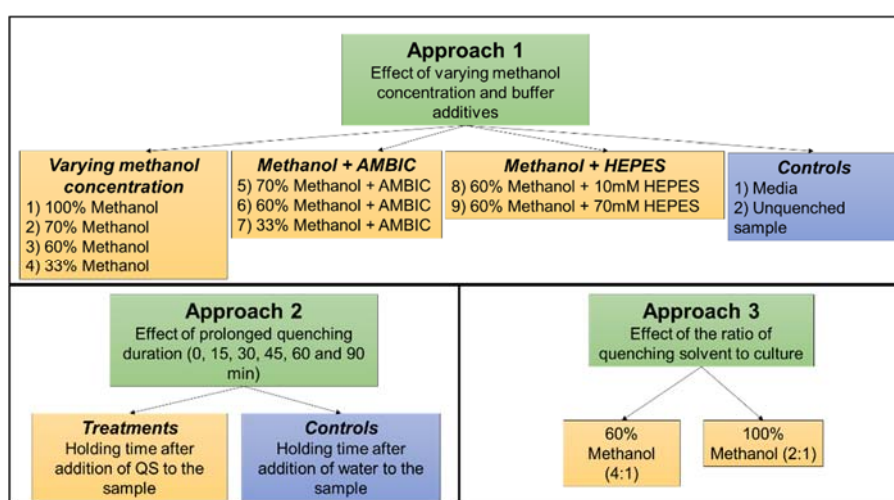 Approach 1
Effect of varying methanol
concentration and buffer
additives
Varying methanol
concentration
1) 100% Methanol
2) 70% Methanol
3) 60% Methanol
4) 33% Methanol
Methanol + AMBIC
5) 70% Methanol + AMBIC
6) 60% Methanol + AMBIC
7) 33% Methanol + AMBIC
Methanol + HEPES
8) 60% Methanol + 10mM HEPES
9) 60% Methanol + 70mM HEPES
Controls
1) Media
2) Unquenched
sample
Approach 2
Effect of prolonged quenching
duration (0, 15, 30, 45, 60 and 90
min)
Treatments
Holding time after
addition of QS to the
sample
Controls
Holding time after
addition of water to the
sample
Approach 3
Effect of the ratio of
quenching solvent to culture
60%
Methanol
(4:1)
100%
Methanol (2:1)